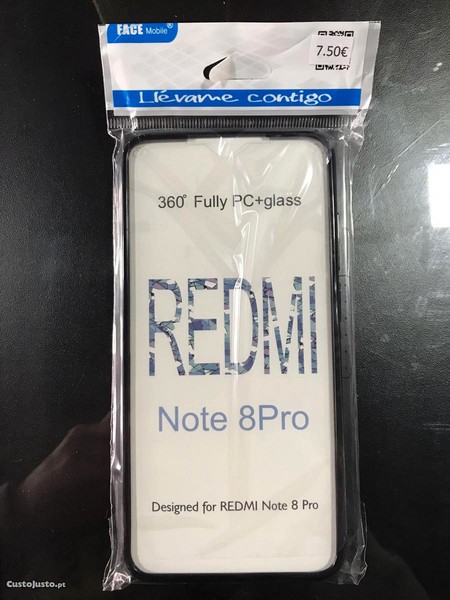 FACE Mobile®
7.50€
Llévame contigo
360° Fully PC+glass
REDMI
Note 8Pro
Designed for REDMI Note 8 Pro
CustoJusto.pt